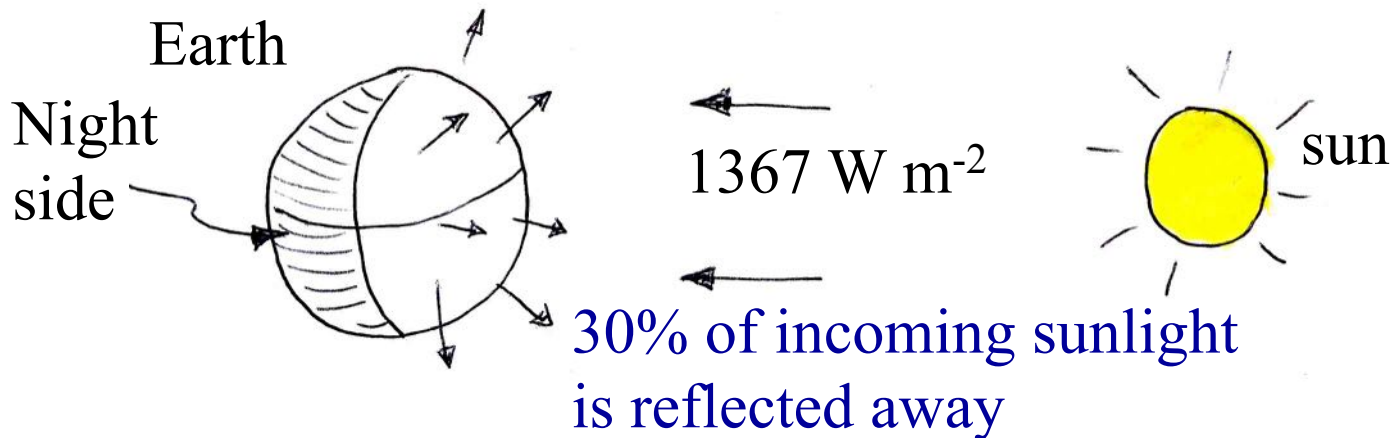 Earth
Night
side
1367 W m⁻²
sun
30% of incoming sunlight
is reflected away